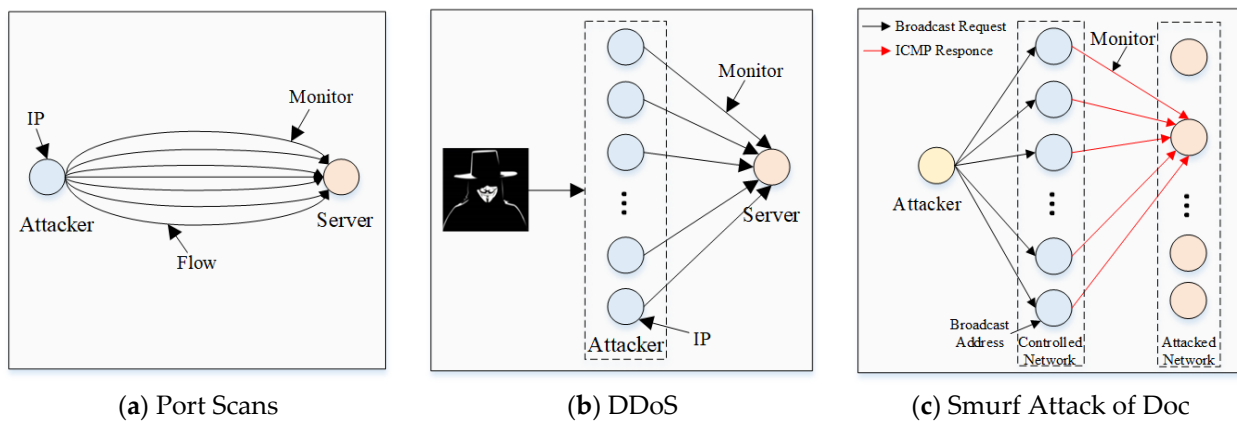 IP
Monitor
Attacker
Server
Flow
(a) Port Scans
Monitor
Server
Attacker
IP
(b) DDoS
Broadcast Request
ICMP Responce
Monitor
Attacker
Broadcast
Address
Controlled
Network
Attacked
Network
(c) Smurf Attack of Doc